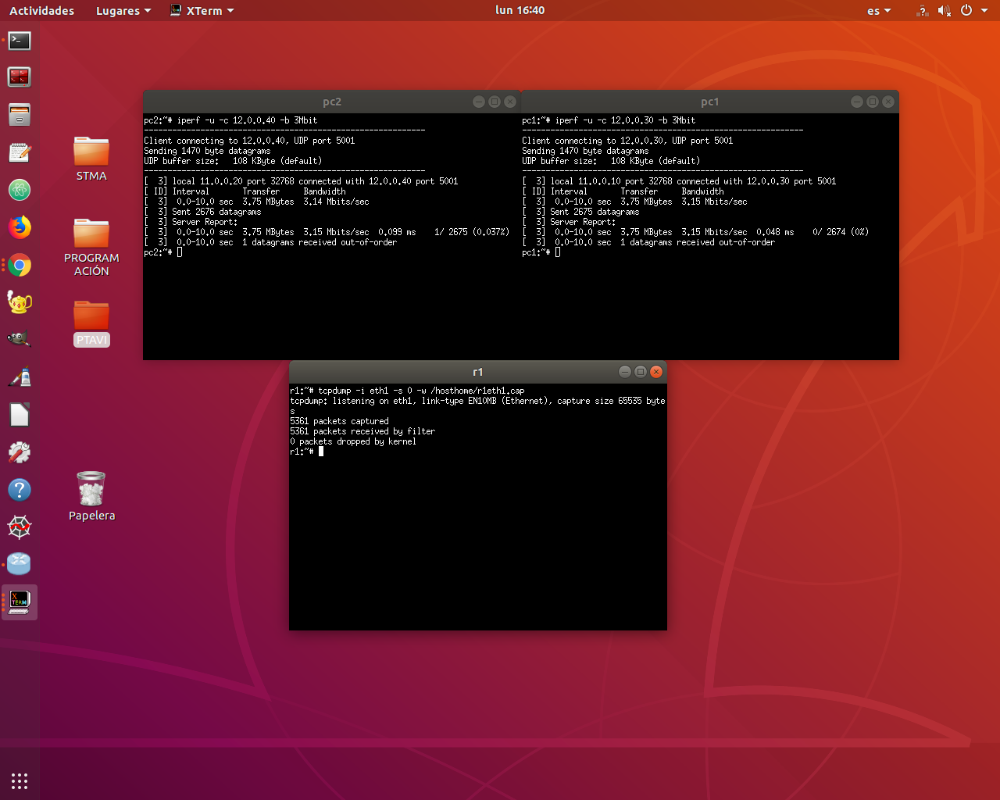 Actividades Lugares XTerm lun 16:40 es
pc2
pc2:~# iperf -u -c 12.0.0.40 -b 3Mbit
------------------------------------------------------------
Client connecting to 12.0.0.40, UDP port 5001
Sending 1470 byte datagrams
UDP buffer size:   108 KByte (default)
------------------------------------------------------------
[  3] local 11.0.0.20 port 32768 connected with 12.0.0.40 port 5001
[ ID] Interval       Transfer     Bandwidth
[  3]  0.0-10.0 sec  3.75 MBytes  3.14 Mbits/sec
[  3] Sent 2676 datagrams
[  3] Server Report:
[  3]  0.0-10.0 sec  3.75 MBytes  3.15 Mbits/sec  0.099 ms    1/ 2675 (0.037%)
[  3]  0.0-10.0 sec  1 datagrams received out-of-order
pc2:~#
pc1
pc1:~# iperf -u -c 12.0.0.30 -b 3Mbit
------------------------------------------------------------
Client connecting to 12.0.0.30, UDP port 5001
Sending 1470 byte datagrams
UDP buffer size:   108 KByte (default)
------------------------------------------------------------
[  3] local 11.0.0.10 port 32768 connected with 12.0.0.30 port 5001
[ ID] Interval       Transfer     Bandwidth
[  3]  0.0-10.0 sec  3.75 MBytes  3.15 Mbits/sec
[  3] Sent 2675 datagrams
[  3] Server Report:
[  3]  0.0-10.0 sec  3.75 MBytes  3.15 Mbits/sec  0.048 ms    0/ 2674 (0%)
[  3]  0.0-10.0 sec  1 datagrams received out-of-order
pc1:~#
r1
r1:~# tcpdump -i eth1 -s 0 -w /hosthome/r1eth1.cap
tcpdump: listening on eth1, link-type EN10MB (Ethernet), capture size 65535 byte
s
5361 packets captured
5361 packets received by filter
0 packets dropped by kernel
r1:~#
STMA
PROGRAM
ACIÓN
PTAVI
Papelera
X
TERM